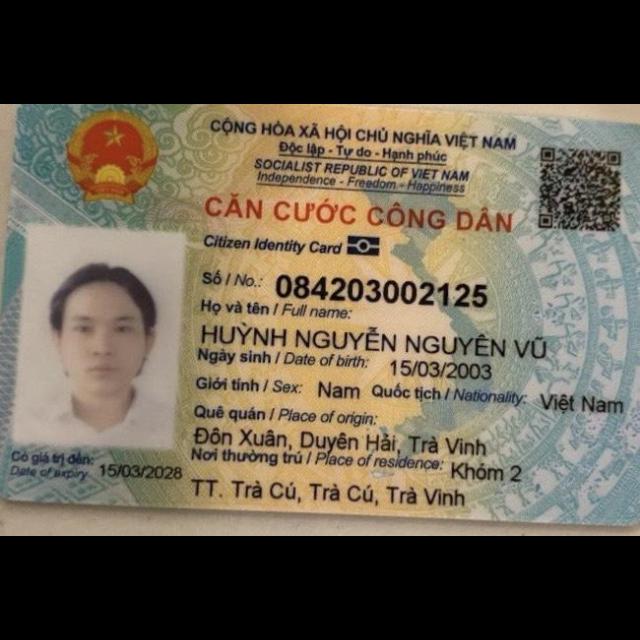 CỘNG HÒA XÃ HỘI CHỦ NGHĨA VIỆT NAM
Độc lập - Tự do - Hạnh phúc
SOCIALIST REPUBLIC OF VIET NAM
Independence - Freedom - Happiness
CĂN CƯỚC CÔNG DÂN
Citizen Identity Card
Số / No.: 084203002125
Họ và tên / Full name:
HUỲNH NGUYỄN NGUYÊN VŨ
Ngày sinh / Date of birth: 15/03/2003
Giới tính / Sex: Nam Quốc tịch / Nationality: Việt Nam
Quê quán / Place of origin:
Đôn Xuân, Duyên Hải, Trà Vinh
Nơi thường trú / Place of residence: Khóm 2
TT. Trà Cú, Trà Cú, Trà Vinh
Có giá trị đến: 15/03/2028
Date of expiry